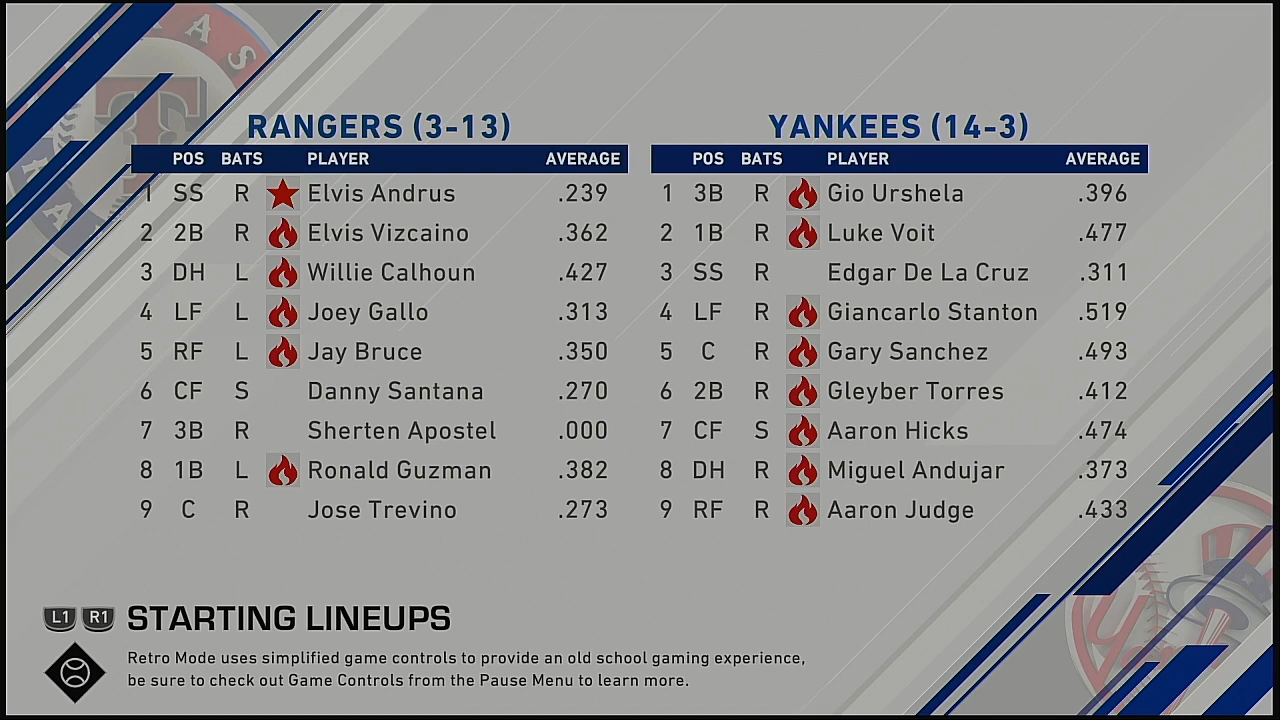 RANGERS (3-13)
POS BATS PLAYER AVERAGE
1 SS R Elvis Andrus .239
2 2B R Elvis Vizcaino .362
3 DH L Willie Calhoun .427
4 LF L Joey Gallo .313
5 RF L Jay Bruce .350
6 CF S Danny Santana .270
7 3B R Sherten Apostel .000
8 1B L Ronald Guzman .382
9 C R Jose Trevino .273
YANKEES (14-3)
POS BATS PLAYER AVERAGE
1 3B R Gio Urshela .396
2 1B R Luke Voit .477
3 SS R Edgar De La Cruz .311
4 LF R Giancarlo Stanton .519
5 C R Gary Sanchez .493
6 2B R Gleyber Torres .412
7 CF S Aaron Hicks .474
8 DH R Miguel Andujar .373
9 RF R Aaron Judge .433
L1 R1 STARTING LINEUPS
Retro Mode uses simplified game controls to provide an old school gaming experience,
be sure to check out Game Controls from the Pause Menu to learn more.